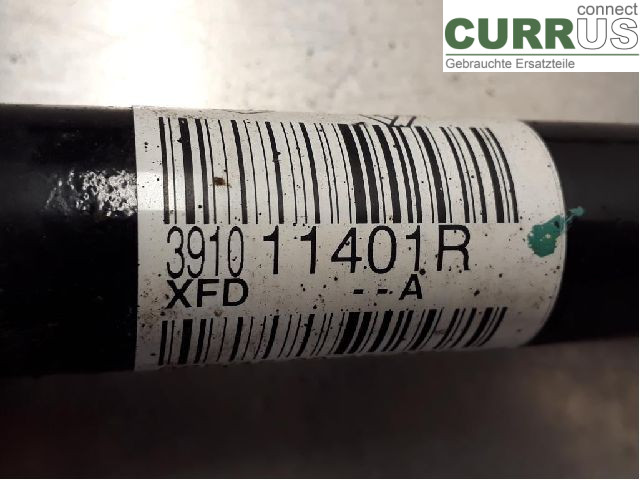 connect
CURRUS
Gebrauchte Ersatzteile
3910 11401R
XFD --A